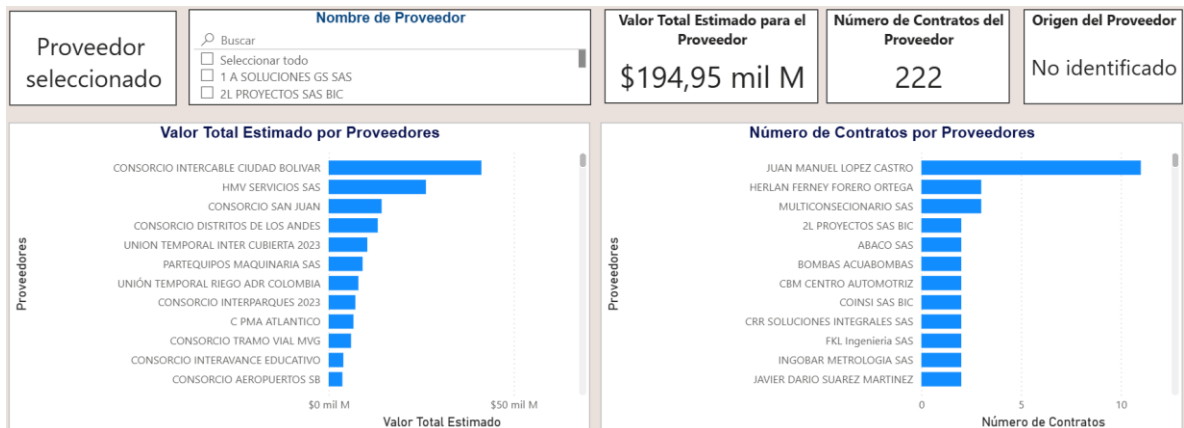 Proveedor
seleccionado
Nombre de Proveedor
Buscar
Seleccionar todo
1 A SOLUCIONES GS SAS
2L PROYECTOS SAS BIC
Valor Total Estimado para el
Proveedor
$194,95 mil M
Número de Contratos del
Proveedor
222
Origen del Proveedor
No identificado
Valor Total Estimado por Proveedores
Proveedores
CONSORCIO INTERCABLE CIUDAD BOLIVAR
HMV SERVICIOS SAS
CONSORCIO SAN JUAN
CONSORCIO DISTRITOS DE LOS ANDES
UNION TEMPORAL INTER CUBIERTA 2023
PARTEQUIPOS MAQUINARIA SAS
UNIÓN TEMPORAL RIEGO ADR COLOMBIA
CONSORCIO INTERPARQUES 2023
C PMA ATLANTICO
CONSORCIO TRAMO VIAL MVG
CONSORCIO INTERAVANCE EDUCATIVO
CONSORCIO AEROPUERTOS SB
$0 mil M $50 mil M
Valor Total Estimado
Número de Contratos por Proveedores
Proveedores
JUAN MANUEL LOPEZ CASTRO
HERLAN FERNEY FORERO ORTEGA
MULTICONSECIONARIO SAS
2L PROYECTOS SAS BIC
ABACO SAS
BOMBAS ACUABOMBAS
CBM CENTRO AUTOMOTRIZ
COINSI SAS BIC
CRR SOLUCIONES INTEGRALES SAS
FKL Ingenieria SAS
INGOBAR METROLOGIA SAS
JAVIER DARIO SUAREZ MARTINEZ
0 5 10
Número de Contratos